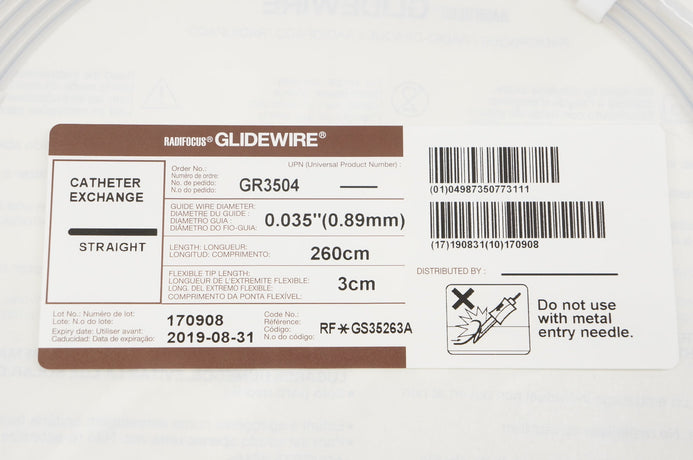 RADIFOCUS® GLIDEWIRE®
CATHETER
EXCHANGE
STRAIGHT
Order No.:
Numéro de ordre:
No. de pedido:
N.o do pedido:
GR3504
UPN (Universal Product Number) :
GUIDE WIRE DIAMETER:
DIAMETRE DU GUIDE :
DIAMETRO GUIA :
DIÂMETRO DO FIO-GUIA:
0.035"(0.89mm)
LENGTH: LONGUEUR:
LONGITUD: COMPRIMENTO:
260cm
FLEXIBLE TIP LENGTH:
LONGUEUR DE L'EXTREMITE FLEXIBLE:
LONG. DEL EXTREMO FLEXIBLE:
COMPRIMENTO DA PONTA FLEXÍVEL:
3cm
Lot No.: Numéro de lot:
Lote: N.o do lote:
170908
Expiry date: Utiliser avant:
Caducidad: Data de expiração:
2019-08-31
Code No.:
Référence:
Código:
N.o do código:
RF*GS35263A
(01)04987350773111
(17)190831(10)170908
DISTRIBUTED BY :
Do not use
with metal
entry needle.